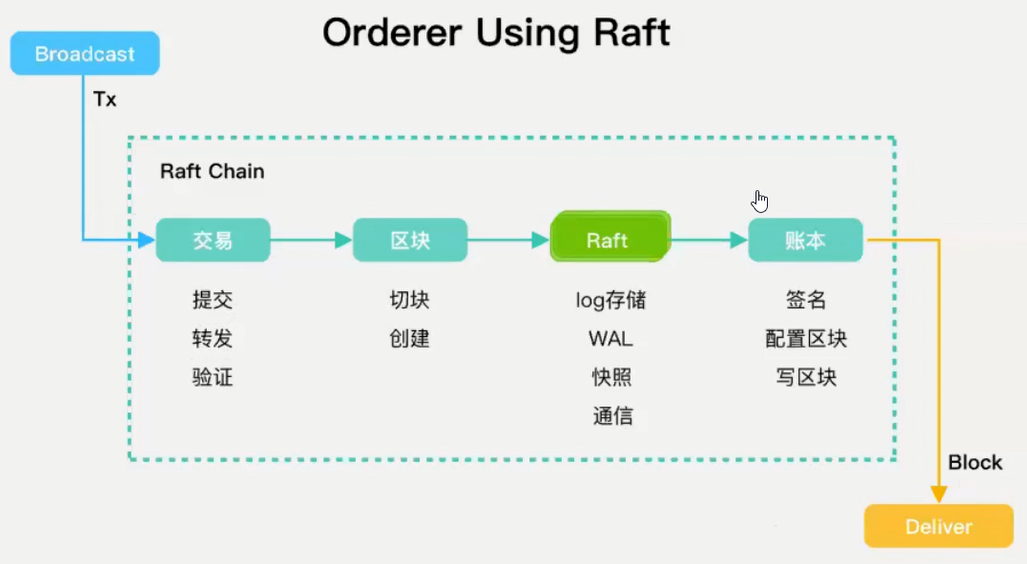 Orderer Using Raft
Broadcast
Tx
Raft Chain
交易
提交
转发
验证
区块
切块
创建
Raft
log存储
WAL
快照
通信
账本
签名
配置区块
写区块
Block
Deliver